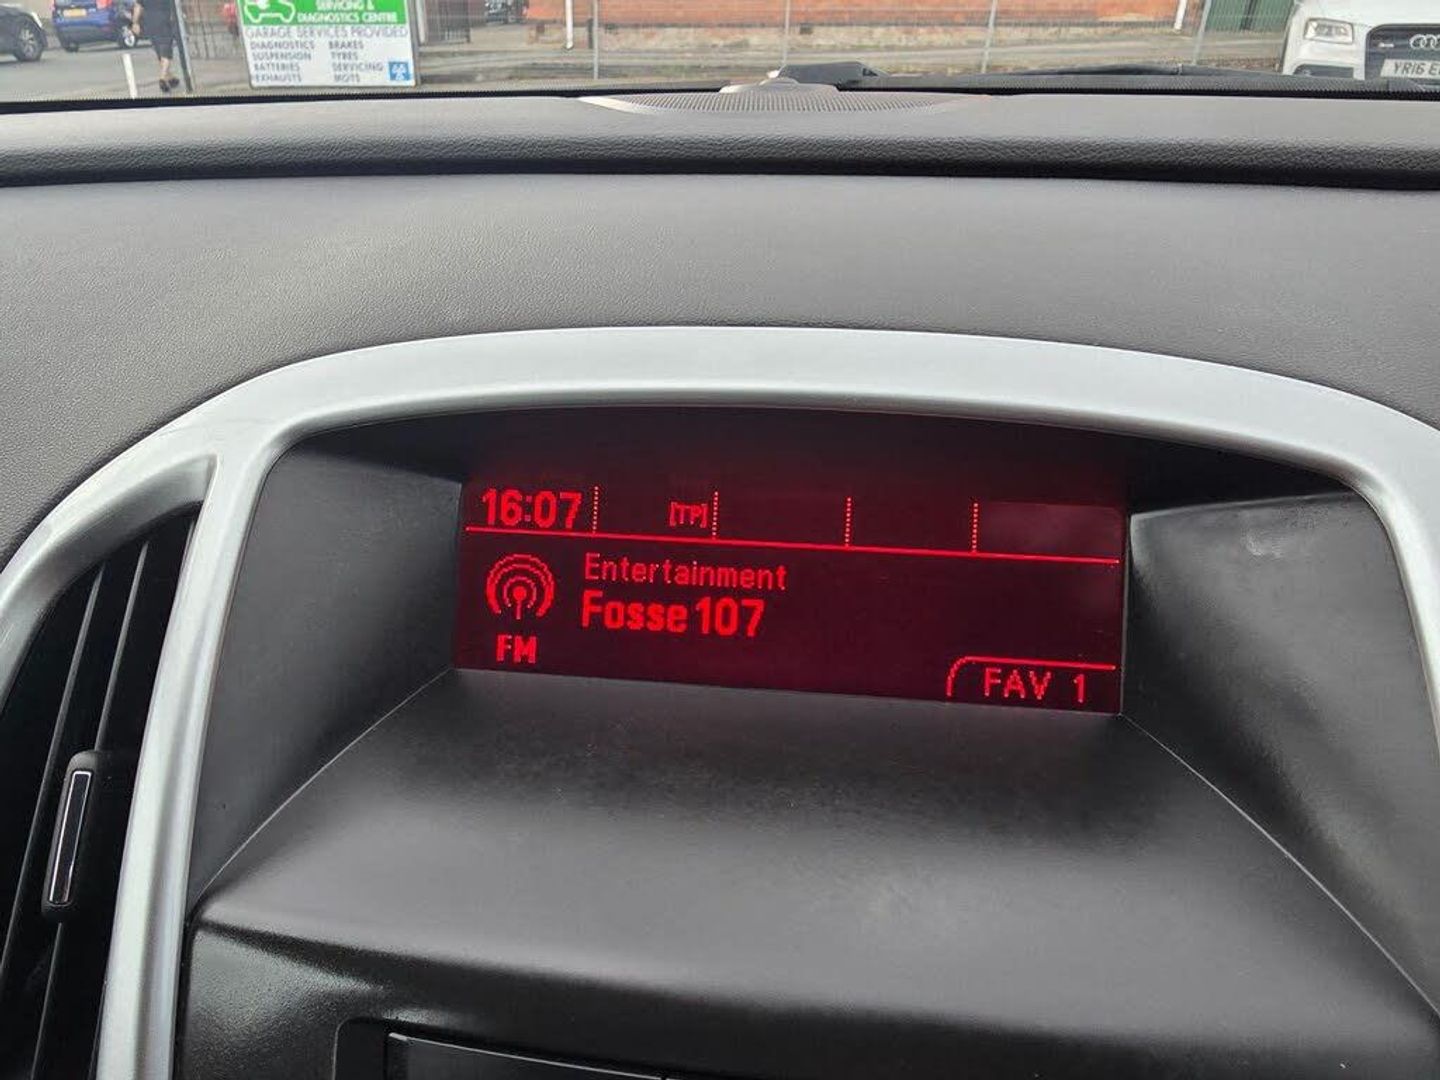 SERVICING &
DIAGNOSTICS CENTRE
GARAGE SERVICES PROVIDED
DIAGNOSTICS BRAKES
SUSPENSION TYRES
BATTERIES SERVICING
EXHAUSTS MOTS
YR16
16:07 [TP]
Entertainment
Fosse 107
FM
FAV 1